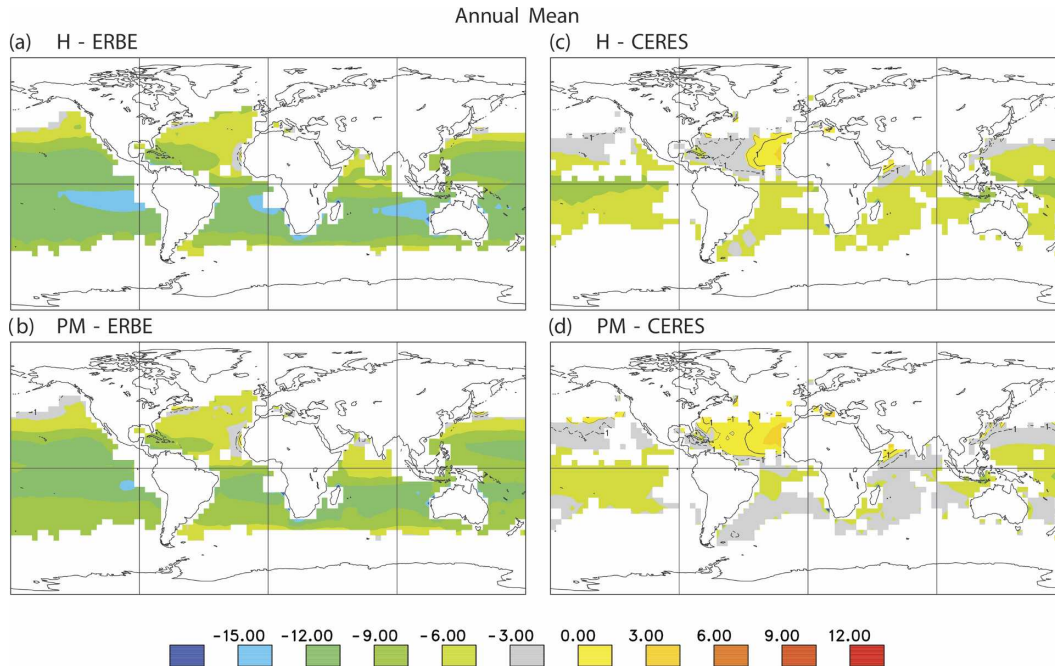 Annual Mean
(a) H - ERBE
(c) H - CERES
(b) PM - ERBE
(d) PM - CERES
-15.00 -12.00 -9.00 -6.00 -3.00 0.00 3.00 6.00 9.00 12.00